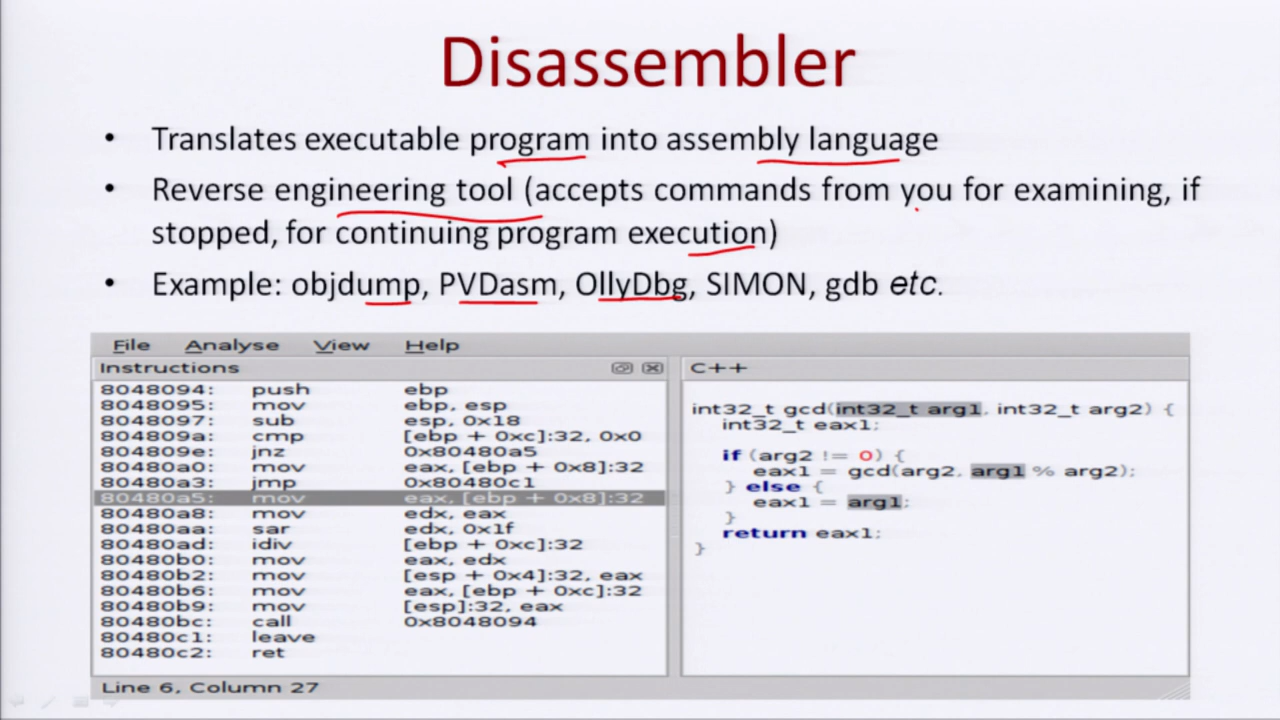 Disassembler
• Translates executable program into assembly language
• Reverse engineering tool (accepts commands from you for examining, if
stopped, for continuing program execution)
• Example: objdump, PVDasm, OllyDbg, SIMON, gdb etc.
File Analyse View Help
Instructions
8048094: push ebp
8048095: mov ebp, esp
8048097: sub esp, 0x18
804809a: cmp [ebp + 0xc]:32, 0x0
804809e: jnz 0x80480a5
80480a0: mov eax, [ebp + 0x8]:32
80480a3: jmp 0x80480c1
80480a5: mov eax, [ebp + 0x8]:32
80480a8: mov edx, eax
80480aa: sar edx, 0x1f
80480ad: idiv [ebp + 0xc]:32
80480b0: mov eax, edx
80480b2: mov [esp + 0x4]:32, eax
80480b6: mov eax, [ebp + 0xc]:32
80480b9: mov [esp]:32, eax
80480bc: call 0x8048094
80480c1: leave
80480c2: ret
C++
int32_t gcd(int32_t arg1, int32_t arg2) {
int32_t eax1;
if (arg2 != 0) {
eax1 = gcd(arg2, arg1 % arg2);
} else {
eax1 = arg1;
}
return eax1;
}
Line 6, Column 27